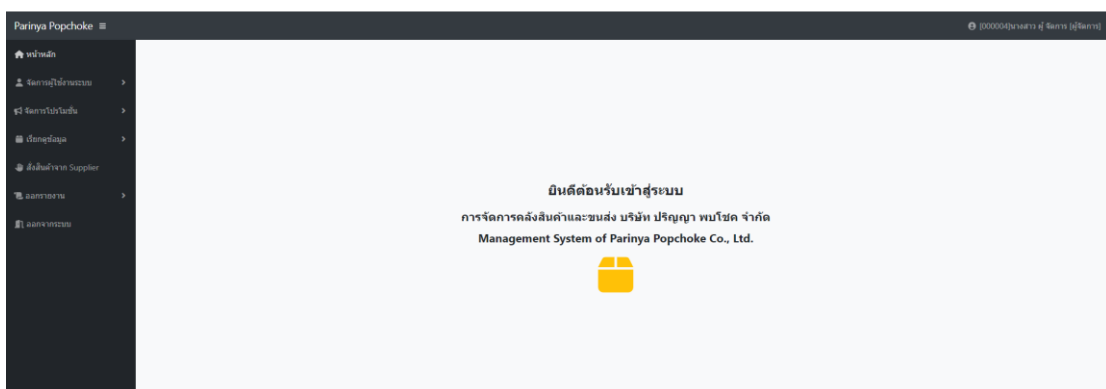 Parinya Popchoke
(000004)นางสาว ผู้ จัดการ [ผู้จัดการ]
หน้าหลัก
จัดการผู้ใช้งานระบบ
จัดการโปรโมชั่น
เรียกดูข้อมูล
สั่งสินค้าจาก Supplier
ออกรายงาน
ออกจากระบบ
ยินดีต้อนรับเข้าสู่ระบบ
การจัดการคลังสินค้าและขนส่ง บริษัท ปริญญา พบโชค จำกัด
Management System of Parinya Popchoke Co., Ltd.